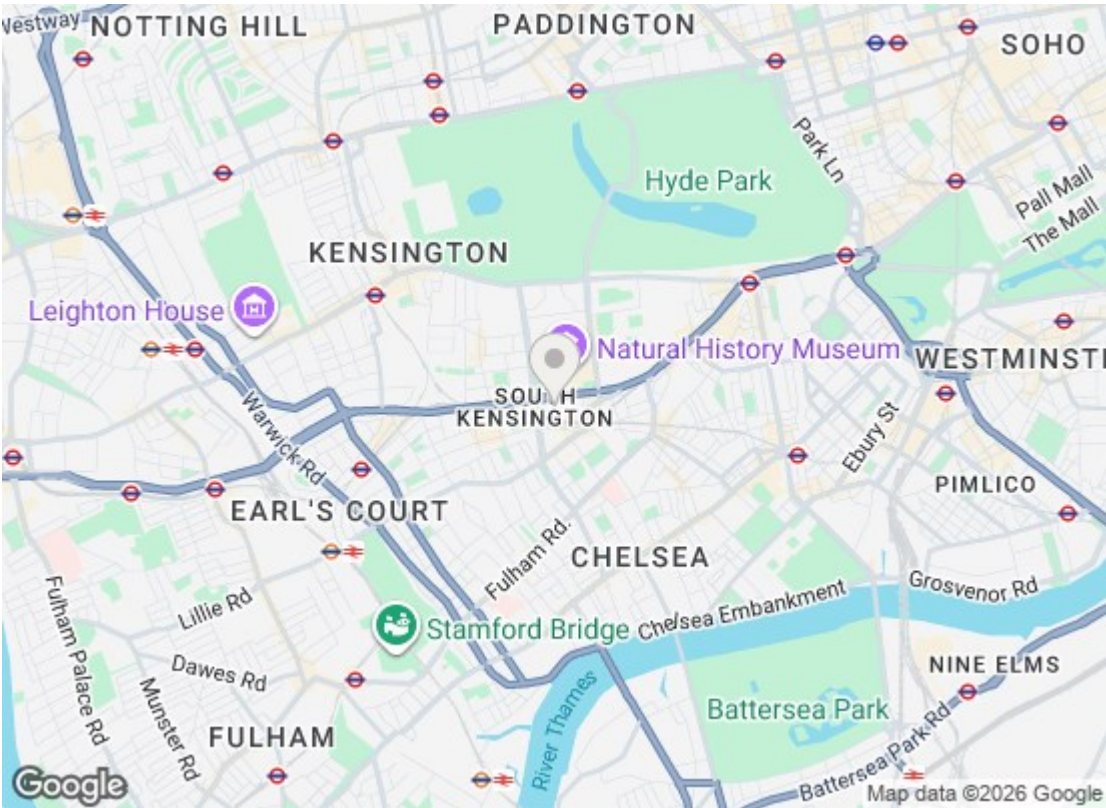 Westway
NOTTING HILL
PADDINGTON
SOHO
Park Ln
Hyde Park
Pall Mall
The Mall
KENSINGTON
Leighton House
Natural History Museum
WESTMINST
SOUTH
KENSINGTON
Warwick Rd
Ebury St
EARL'S COURT
PIMLICO
Fulham Rd.
CHELSEA
Lillie Rd
Fulham Palace Rd
Grosvenor Rd
Chelsea Embankment
Stamford Bridge
Dawes Rd
Munster Rd
NINE ELMS
River Thames
Battersea Park
FULHAM
Battersea Park Rd
Google
Map data ©2026 Google